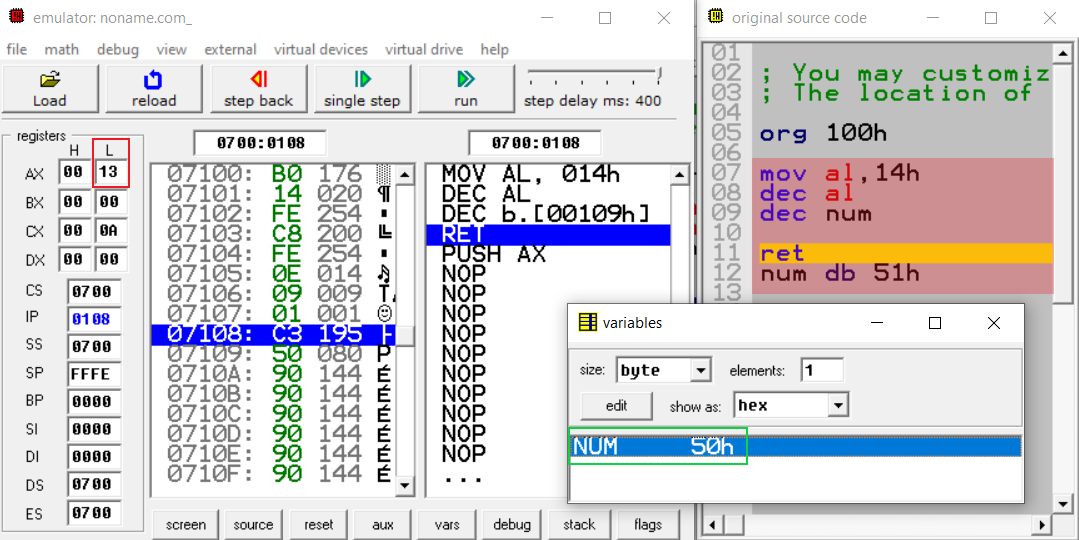 emulator: noname.com_
file math debug view external virtual devices virtual drive help
Load reload step back single step run step delay ms: 400
registers
H L
AX 00 13
BX 00 00
CX 00 0A
DX 00 00
CS 0700
IP 0108
SS 0700
SP FFFE
BP 0000
SI 0000
DI 0000
DS 0700
ES 0700
0700:0108
07100: B0 176 ░
07101: 14 020 ¶
07102: FE 254 ▪
07103: C8 200 ╚
07104: FE 254 ▪
07105: 0E 014 ♫
07106: 09 009 T
07107: 01 001 ☺
07108: C3 195 ├
07109: 50 080 P
0710A: 90 144 É
0710B: 90 144 É
0710C: 90 144 É
0710D: 90 144 É
0710E: 90 144 É
0710F: 90 144 É
0700:0108
MOV AL, 014h
DEC AL
DEC b.[00109h]
RET
PUSH AX
NOP
NOP
NOP
NOP
NOP
NOP
NOP
NOP
NOP
NOP
...
screen source reset aux vars debug stack flags
original source code
01
02 ; You may customiz
03 ; The location of
04
05 org 100h
06
07 mov al,14h
08 dec al
09 dec num
10
11 ret
12 num db 51h
13
variables
size: byte elements: 1
edit show as: hex
NUM 50h